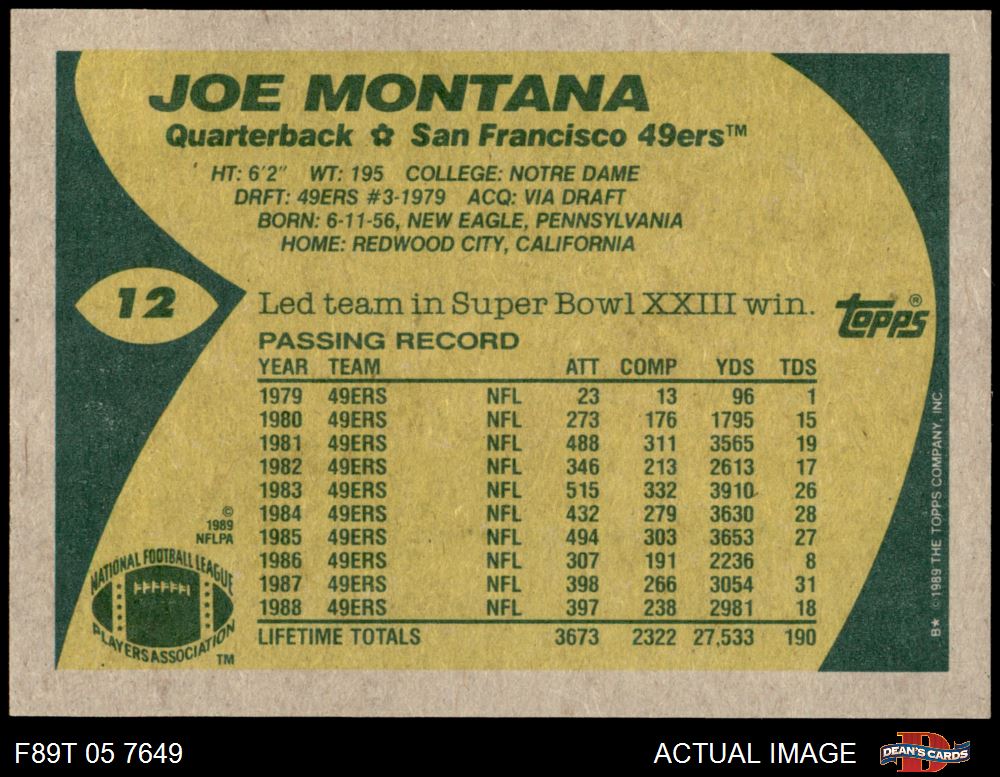 JOE MONTANA
Quarterback ✿ San Francisco 49ers™
HT: 6'2" WT: 195 COLLEGE: NOTRE DAME
DRFT: 49ERS #3-1979 ACQ: VIA DRAFT
BORN: 6-11-56, NEW EAGLE, PENNSYLVANIA
HOME: REDWOOD CITY, CALIFORNIA
12
Led team in Super Bowl XXIII win.
topps®
PASSING RECORD
YEAR TEAM ATT COMP YDS TDS
1979 49ERS NFL 23 13 96 1
1980 49ERS NFL 273 176 1795 15
1981 49ERS NFL 488 311 3565 19
1982 49ERS NFL 346 213 2613 17
1983 49ERS NFL 515 332 3910 26
1984 49ERS NFL 432 279 3630 28
1985 49ERS NFL 494 303 3653 27
1986 49ERS NFL 307 191 2236 8
1987 49ERS NFL 398 266 3054 31
1988 49ERS NFL 397 238 2981 18
LIFETIME TOTALS 3673 2322 27,533 190
©
1989
NFLPA
NATIONAL FOOTBALL LEAGUE
PLAYERS ASSOCIATION
TM
B★ © 1989 THE TOPPS COMPANY, INC.
F89T 05 7649
ACTUAL IMAGE
D
DEAN'S CARDS